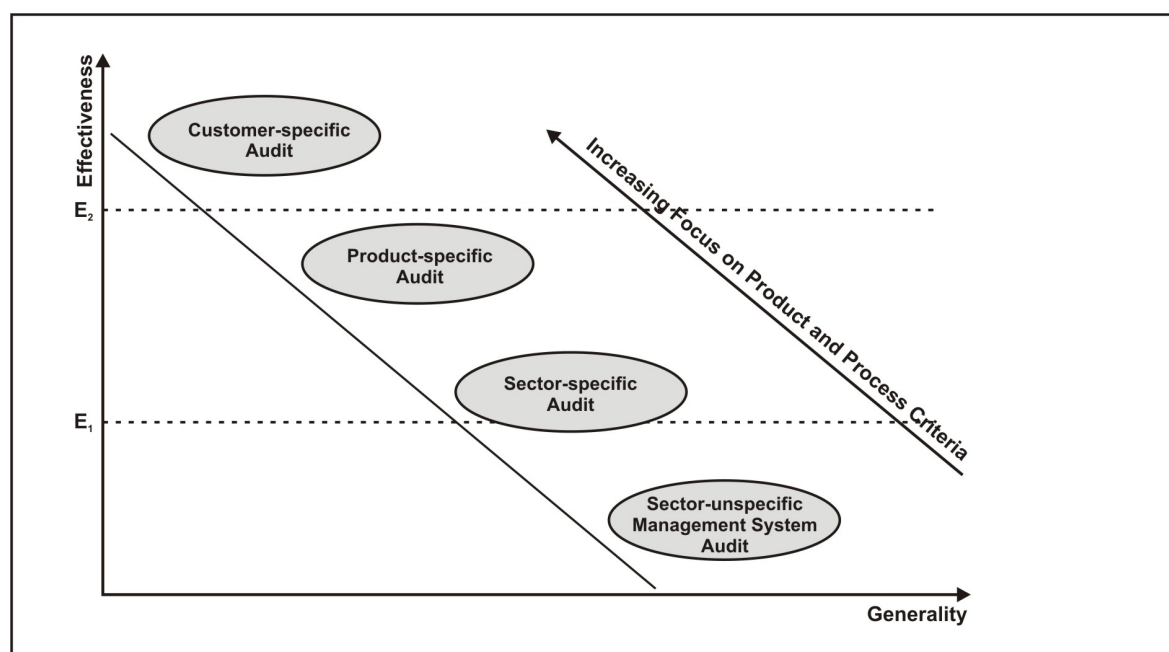 Effectiveness
Customer-specific
Audit
E₂
Product-specific
Audit
Increasing Focus on Product and Process Criteria
Sector-specific
Audit
E₁
Sector-unspecific
Management System
Audit
Generality